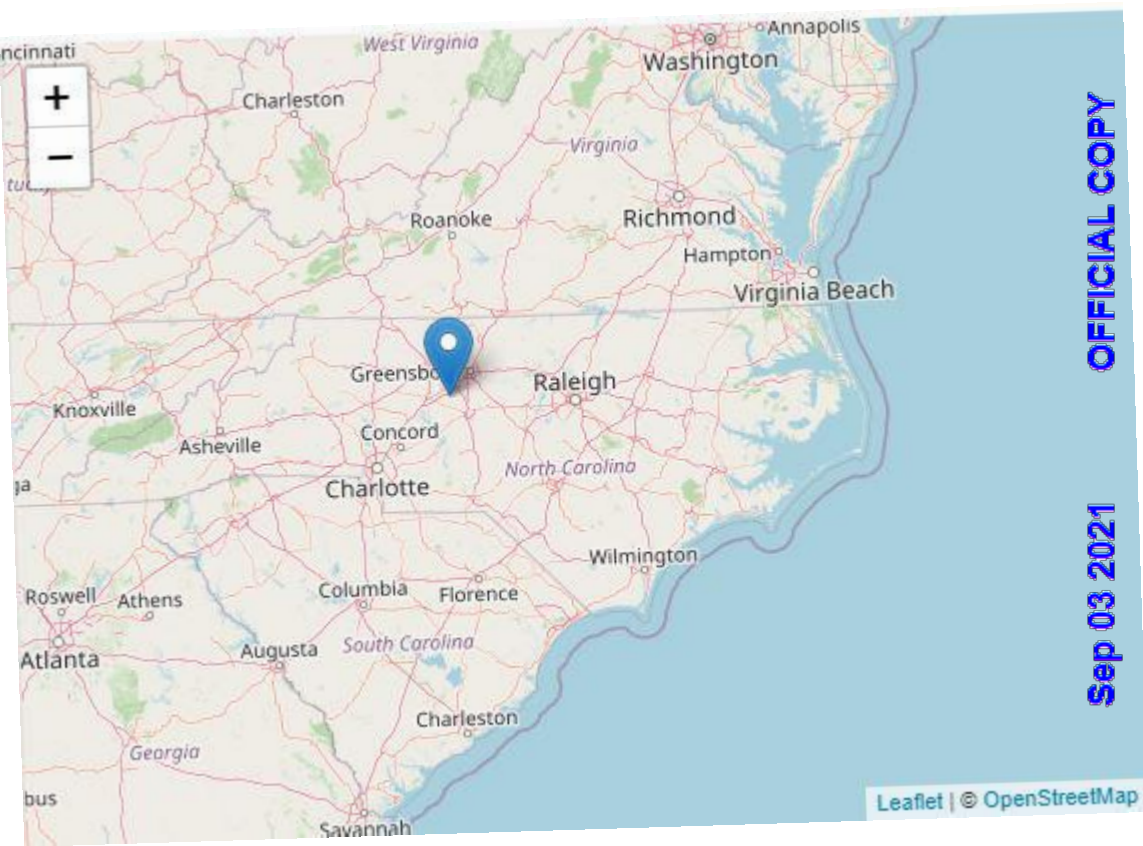 ncinnati
West Virginia
Annapolis
Washington
+
Charleston
−
Virginia
Roanoke
Richmond
Hampton
Virginia Beach
Greensbo
Raleigh
Knoxville
Asheville
Concord
Charlotte
North Carolina
ga
Wilmington
Roswell
Athens
Columbia
Florence
Atlanta
Augusta
South Carolina
Charleston
Georgia
bus
Savannah
Leaflet | © OpenStreetMap
OFFICIAL COPY
Sep 03 2021